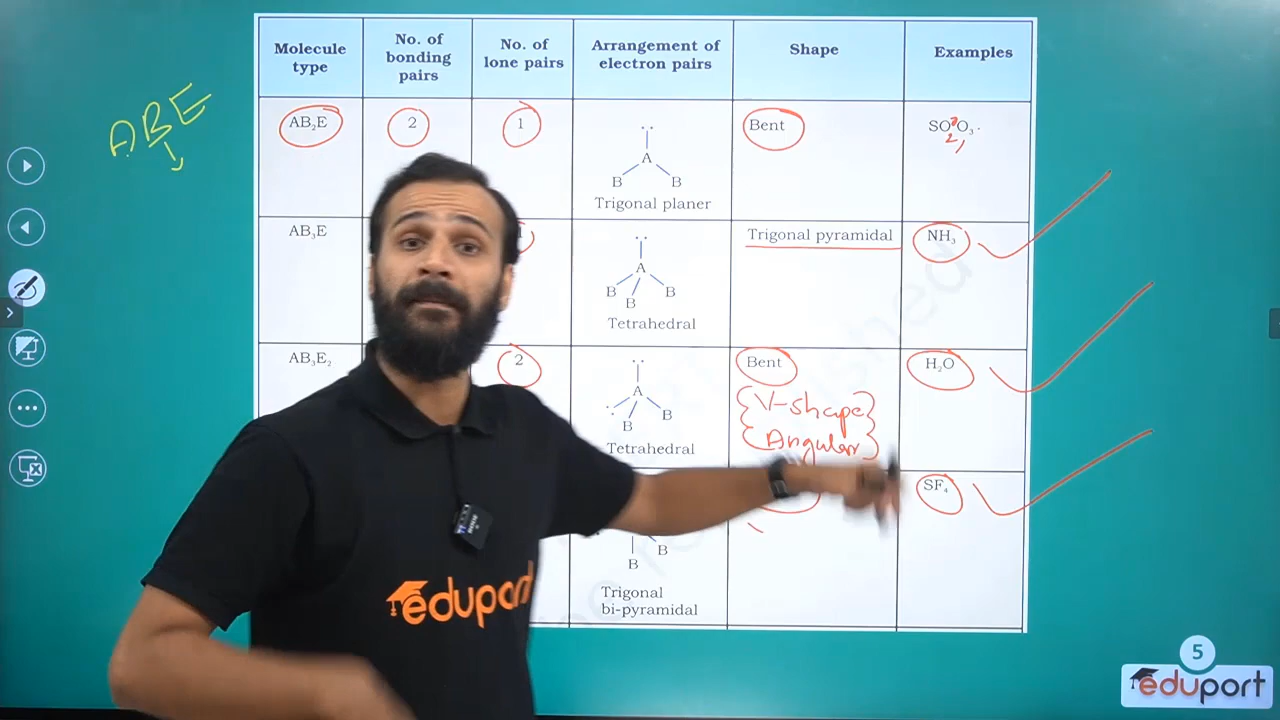 Molecule
type
No. of
bonding
pairs
No. of
lone pairs
Arrangement of
electron pairs
Shape
Examples
ABE
AB₂E
2
1
A
B B
Trigonal planer
Bent
SO₂, O₃
AB₃E
A
B B B
Tetrahedral
Trigonal pyramidal
NH₃
AB₂E₂
2
A
B B
Tetrahedral
Bent
V-shape
Angular
H₂O
B
B
Trigonal
bi-pyramidal
SF₄
eduport
5
eduport